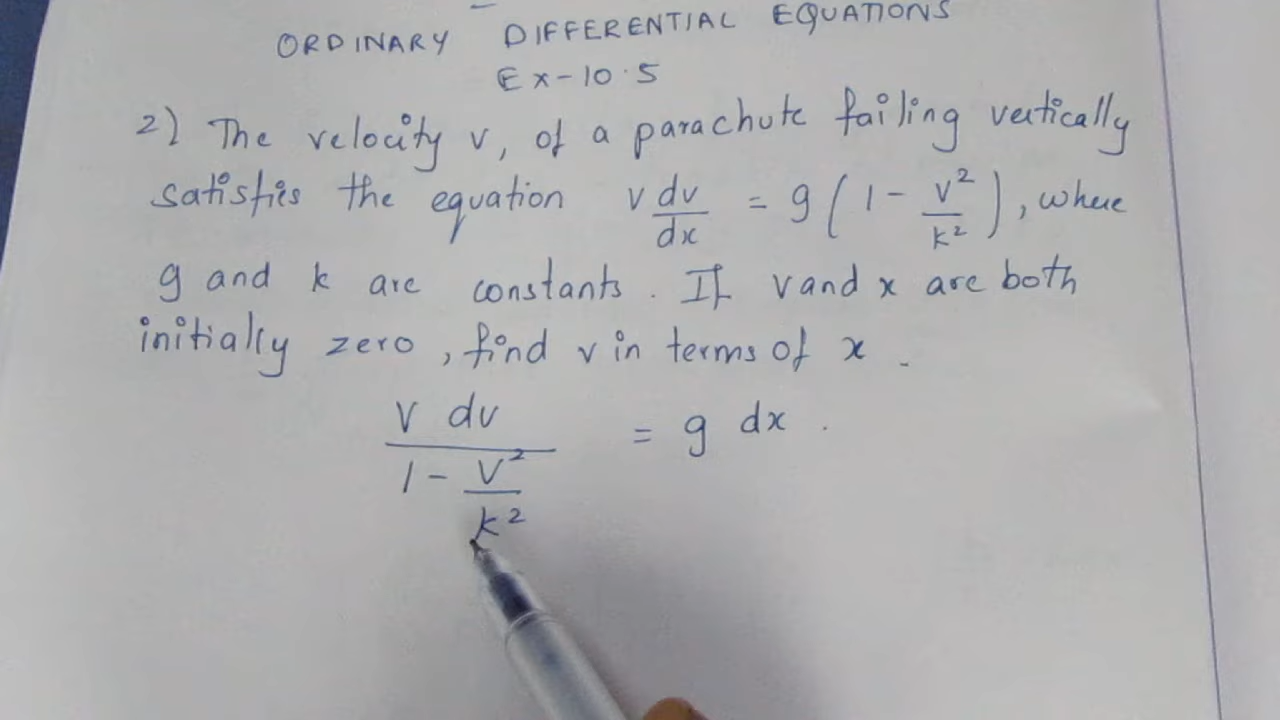 ORDINARY DIFFERENTIAL EQUATIONS
Ex-10.5
2) The velocity v, of a parachute failing vertically
satisfies the equation v dv/dx = g(1 - v²/k²), where
g and k are constants. If v and x are both
initially zero, find v in terms of x.
v dv / (1 - v²/k²) = g dx.